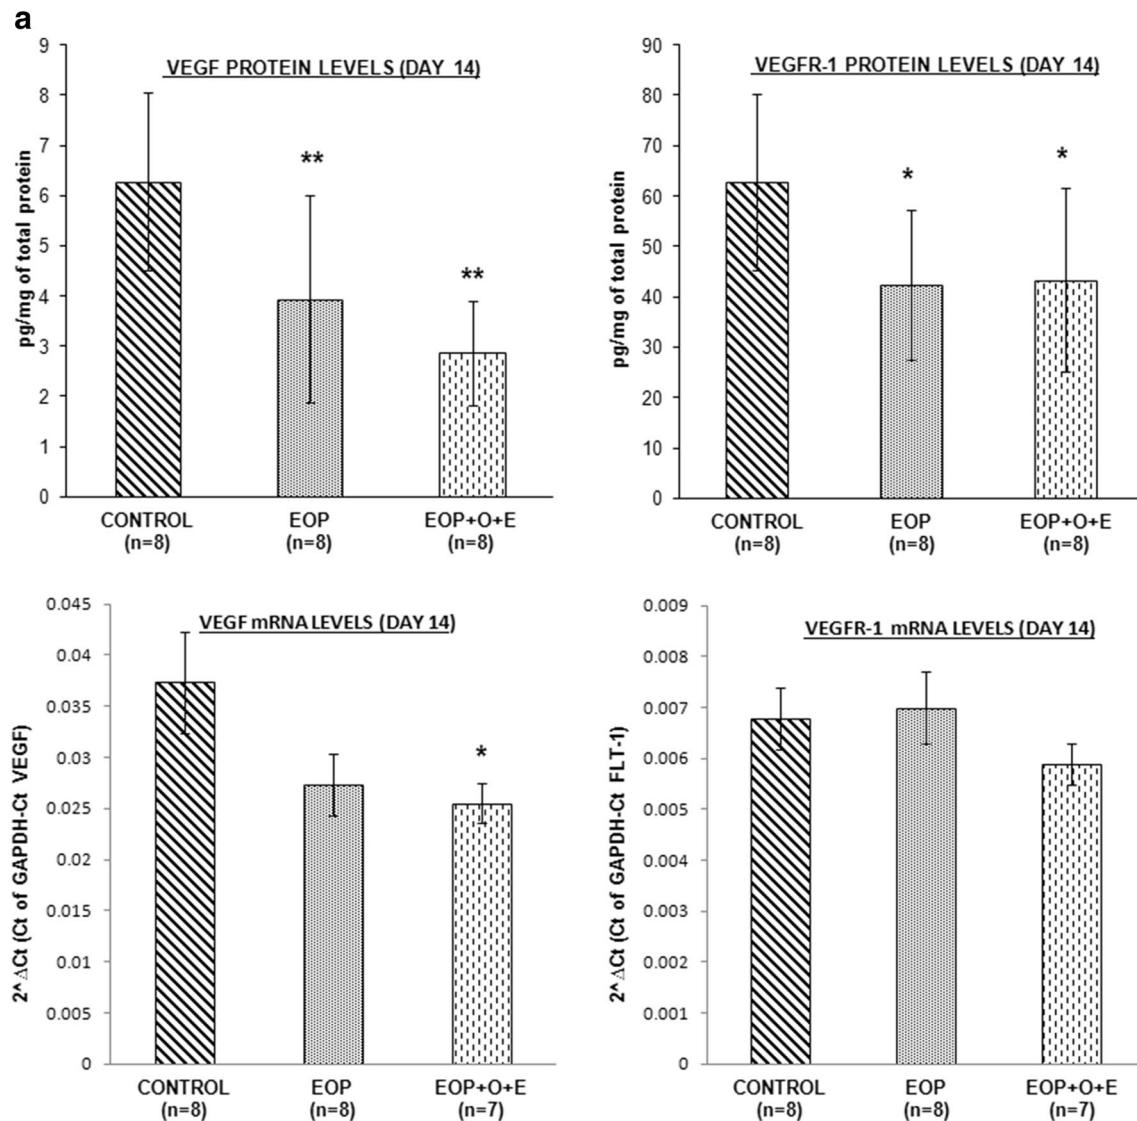 a
VEGF PROTEIN LEVELS (DAY 14)
pg/mg of total protein
9
8
7
6
5
4
3
2
1
0
**
**
CONTROL
(n=8)
EOP
(n=8)
EOP+O+E
(n=8)
VEGFR-1 PROTEIN LEVELS (DAY 14)
pg/mg of total protein
90
80
70
60
50
40
30
20
10
0
*
*
CONTROL
(n=8)
EOP
(n=8)
EOP+O+E
(n=8)
VEGF mRNA LEVELS (DAY 14)
2^ ΔCt (Ct of GAPDH-Ct VEGF)
0.045
0.04
0.035
0.03
0.025
0.02
0.015
0.01
0.005
0
*
CONTROL
(n=8)
EOP
(n=8)
EOP+O+E
(n=7)
VEGFR-1 mRNA LEVELS (DAY 14)
2^ ΔCt (Ct of GAPDH-Ct FLT-1)
0.009
0.008
0.007
0.006
0.005
0.004
0.003
0.002
0.001
0
CONTROL
(n=8)
EOP
(n=8)
EOP+O+E
(n=7)